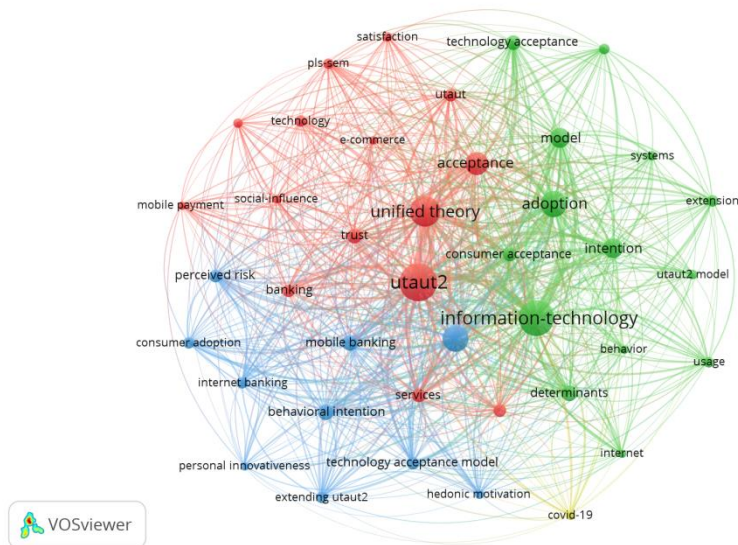 satisfaction
technology acceptance
pls-sem
utaut
technology
e-commerce
model
systems
acceptance
mobile payment
social-influence
unified theory
adoption
extension
trust
consumer acceptance
intention
perceived risk
utaut2 model
banking
utaut2
information-technology
consumer adoption
mobile banking
behavior
usage
internet banking
services
determinants
behavioral intention
internet
personal innovativeness
technology acceptance model
extending utaut2
hedonic motivation
covid-19
VOSviewer